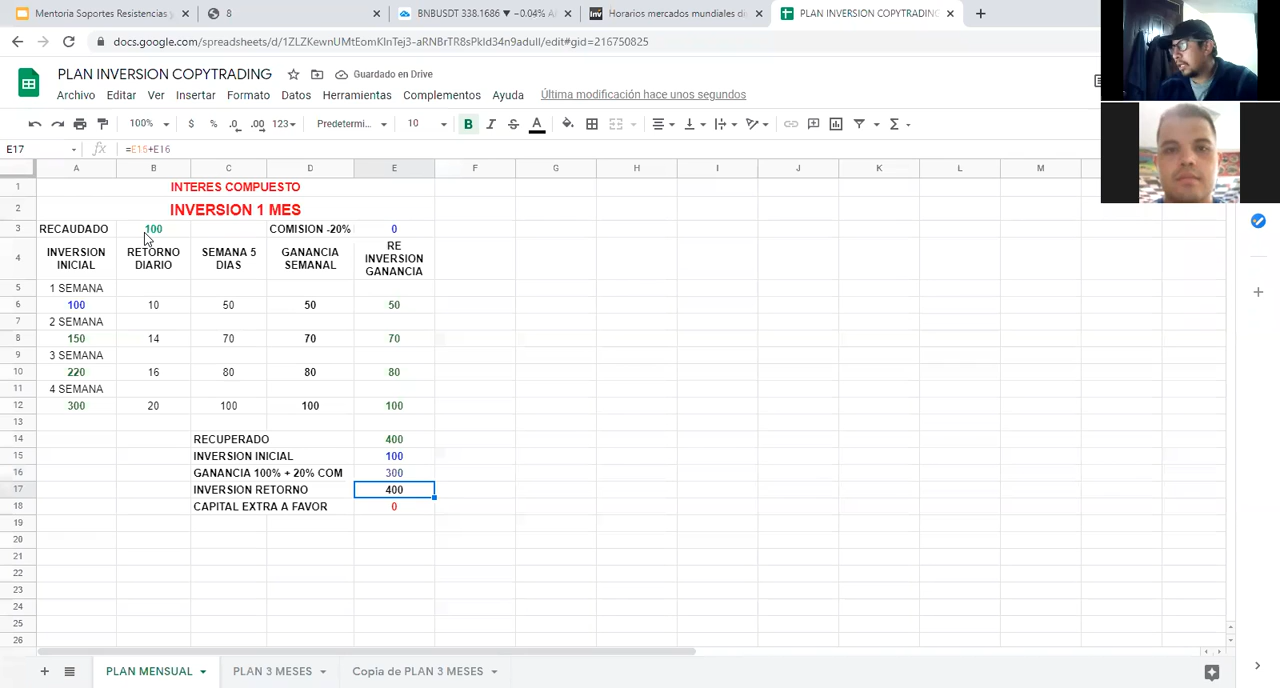 Mentoría Soportes Resistencias y
8
BNBUSDT 338.1686 ▼ −0.04% A
Horarios mercados mundiales di
PLAN INVERSION COPYTRADING
docs.google.com/spreadsheets/d/1ZLZKewnUMtEomKlnTej3-aRNBrTR8sPkId34n9adulI/edit#gid=216750825
PLAN INVERSION COPYTRADING
Guardado en Drive
Archivo Editar Ver Insertar Formato Datos Herramientas Complementos Ayuda Última modificación hace unos segundos
100% $ % .0 .00 123 Predetermi... 10 B I S A
E17 fx =E15+E16
A B C D E F G H I J K L M
1 INTERES COMPUESTO
2 INVERSION 1 MES
3 RECAUDADO 100 COMISION -20% 0
4 INVERSION INICIAL RETORNO DIARIO SEMANA 5 DIAS GANANCIA SEMANAL RE INVERSION GANANCIA
5 1 SEMANA
6 100 10 50 50 50
7 2 SEMANA
8 150 14 70 70 70
9 3 SEMANA
10 220 16 80 80 80
11 4 SEMANA
12 300 20 100 100 100
13
14 RECUPERADO 400
15 INVERSION INICIAL 100
16 GANANCIA 100% + 20% COM 300
17 INVERSION RETORNO 400
18 CAPITAL EXTRA A FAVOR 0
19
20
21
22
23
24
25
26
PLAN MENSUAL PLAN 3 MESES Copia de PLAN 3 MESES